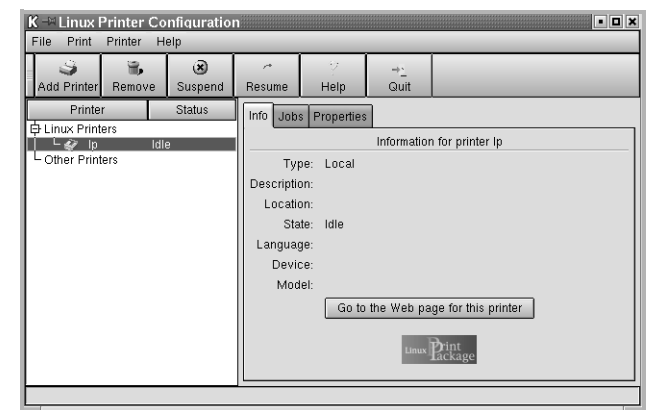 K Linux Printer Configuration
File Print Printer Help
Add Printer Remove Suspend Resume Help Quit
Printer Status
Linux Printers
lp Idle
Other Printers
Info Jobs Properties
Information for printer lp
Type: Local
Description:
Location:
State: Idle
Language:
Device:
Model:
Go to the Web page for this printer
Linux Print Package